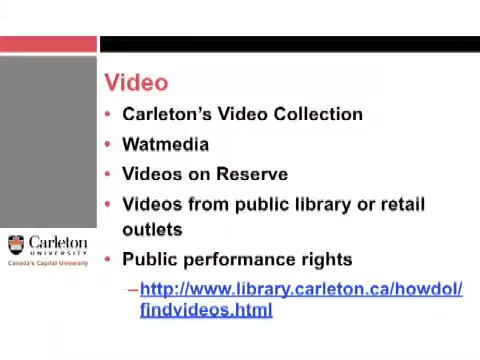 Video
• Carleton's Video Collection
• Watmedia
• Videos on Reserve
• Videos from public library or retail
outlets
• Public performance rights
–http://www.library.carleton.ca/howdoI/
findvideos.html
Carleton
UNIVERSITY
Canada's Capital University